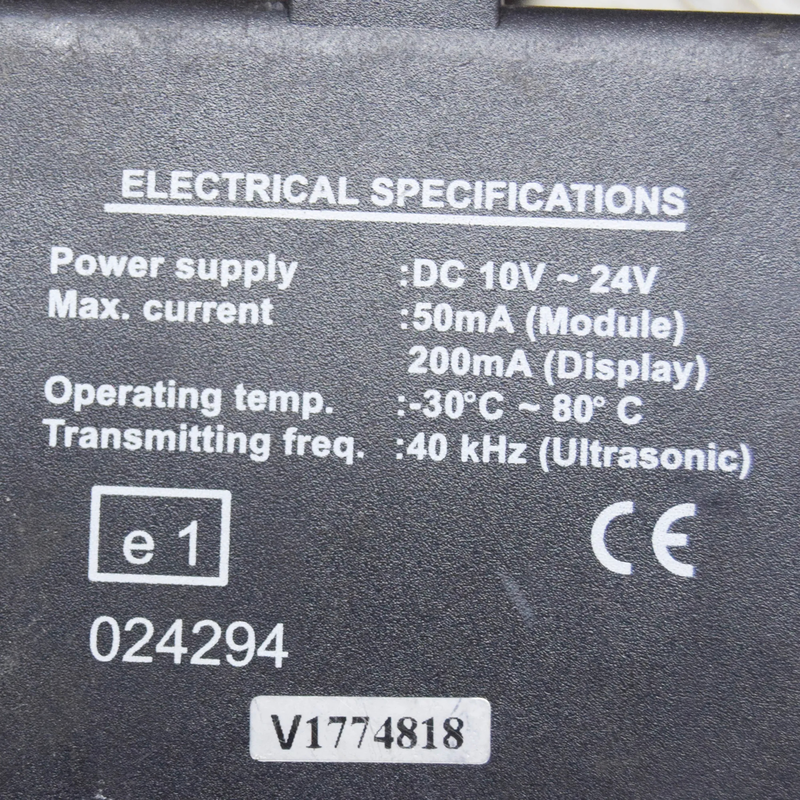 ELECTRICAL SPECIFICATIONS
Power supply :DC 10V ~ 24V
Max. current :50mA (Module)
200mA (Display)
Operating temp. :-30°C ~ 80° C
Transmitting freq. :40 kHz (Ultrasonic)
e 1 CE
024294
V1774818